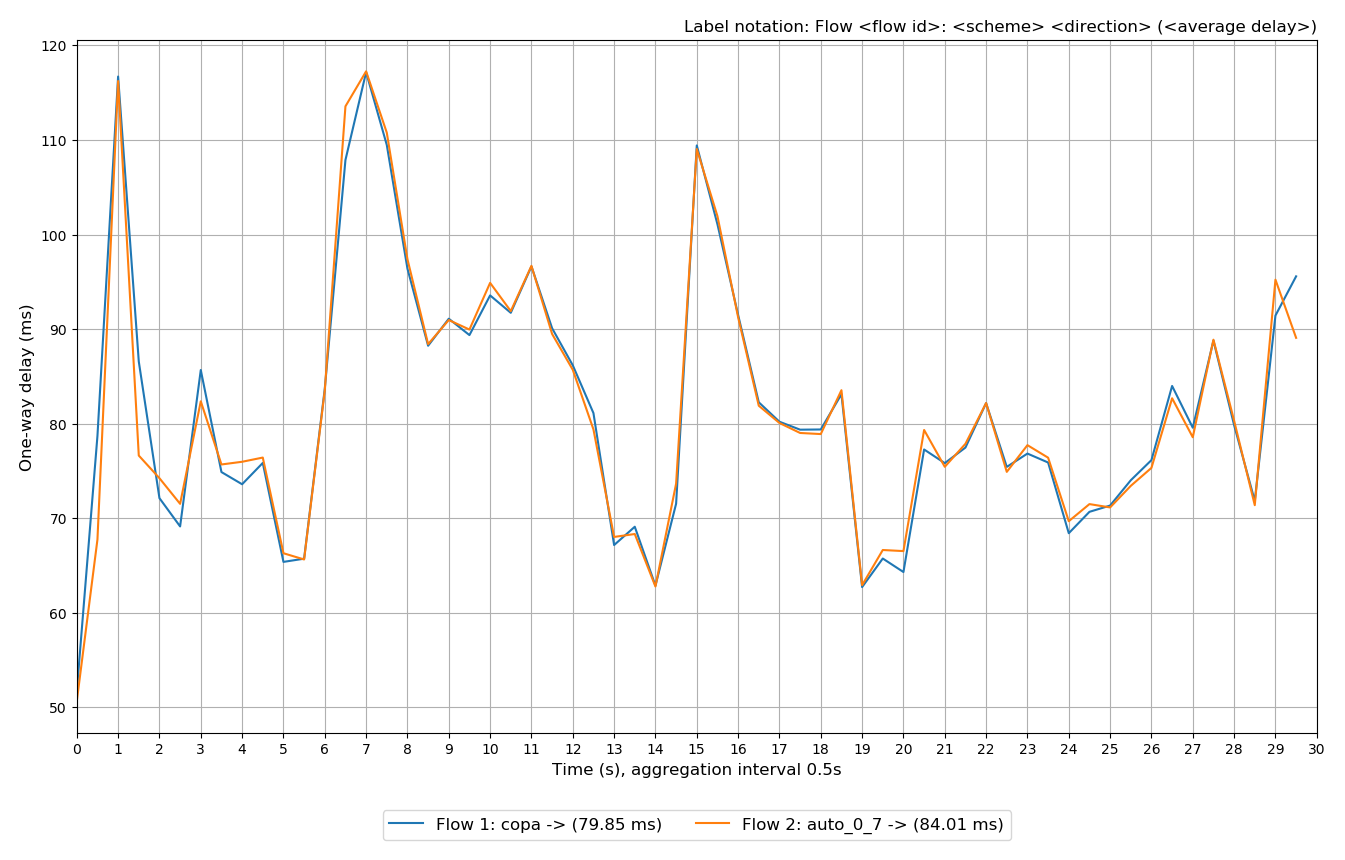 Label notation: Flow <flow id>: <scheme> <direction> (<average delay>)
120
110
100
90
80
70
60
50
One-way delay (ms)
0 1 2 3 4 5 6 7 8 9 10 11 12 13 14 15 16 17 18 19 20 21 22 23 24 25 26 27 28 29 30
Time (s), aggregation interval 0.5s
Flow 1: copa -> (79.85 ms) Flow 2: auto_0_7 -> (84.01 ms)